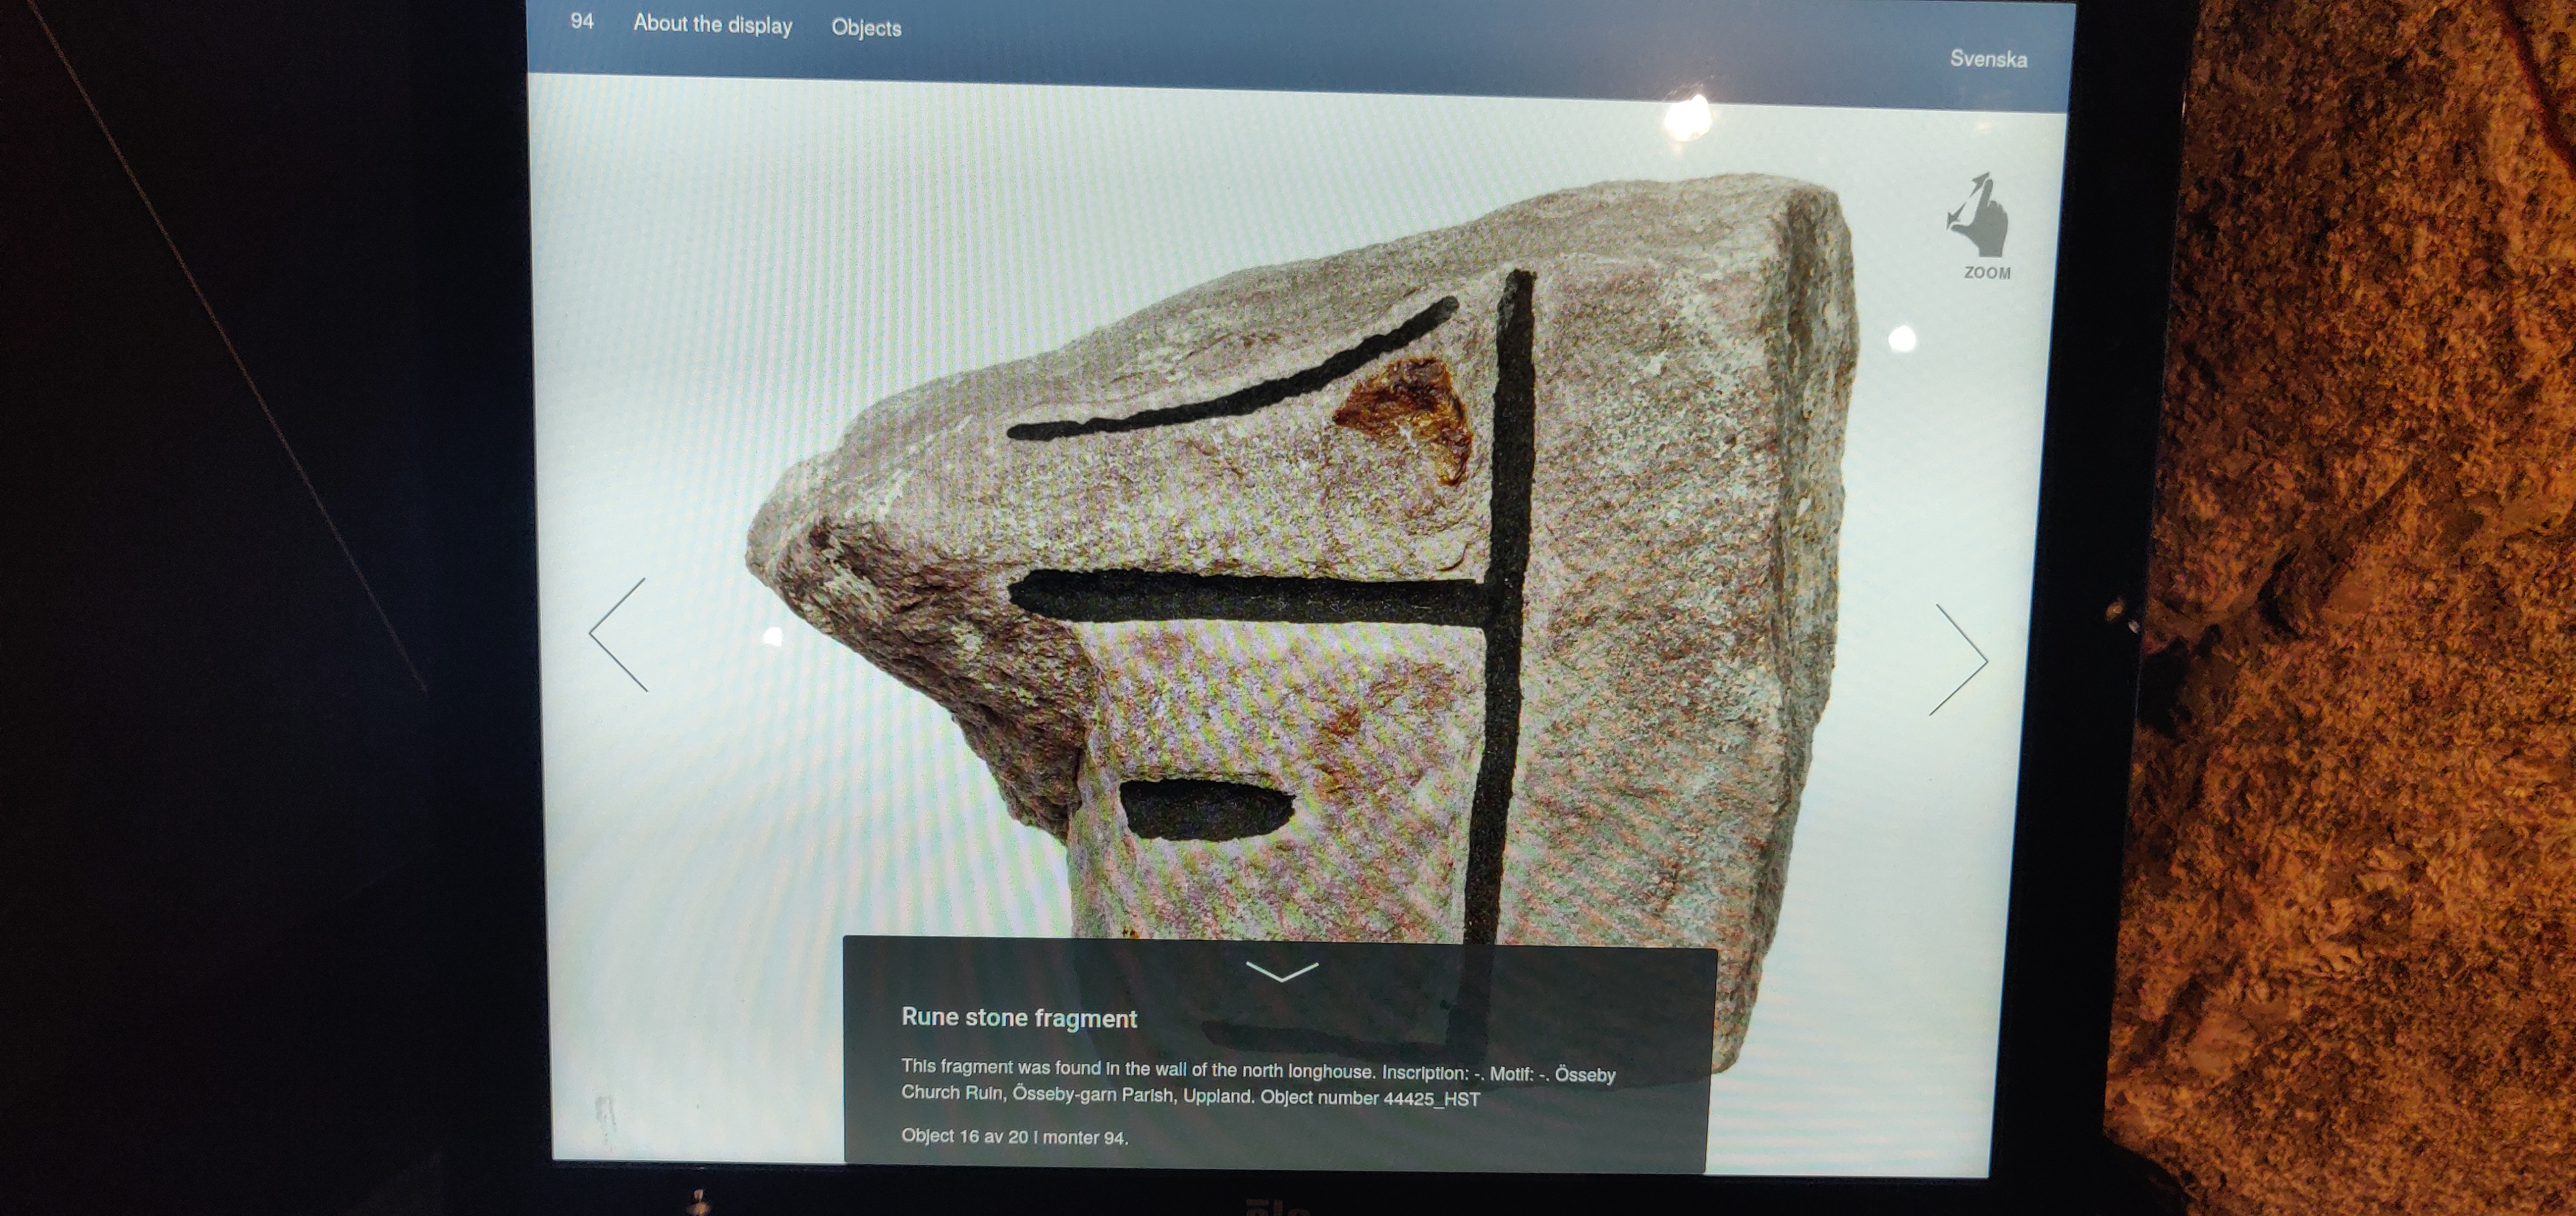 94 About the display Objects
Svenska
ZOOM
Rune stone fragment
This fragment was found in the wall of the north longhouse. Inscription: -. Motif: -. Össeby
Church Ruin, Össeby-garn Parish, Uppland. Object number 44425_HST
Object 16 av 20 I monter 94.